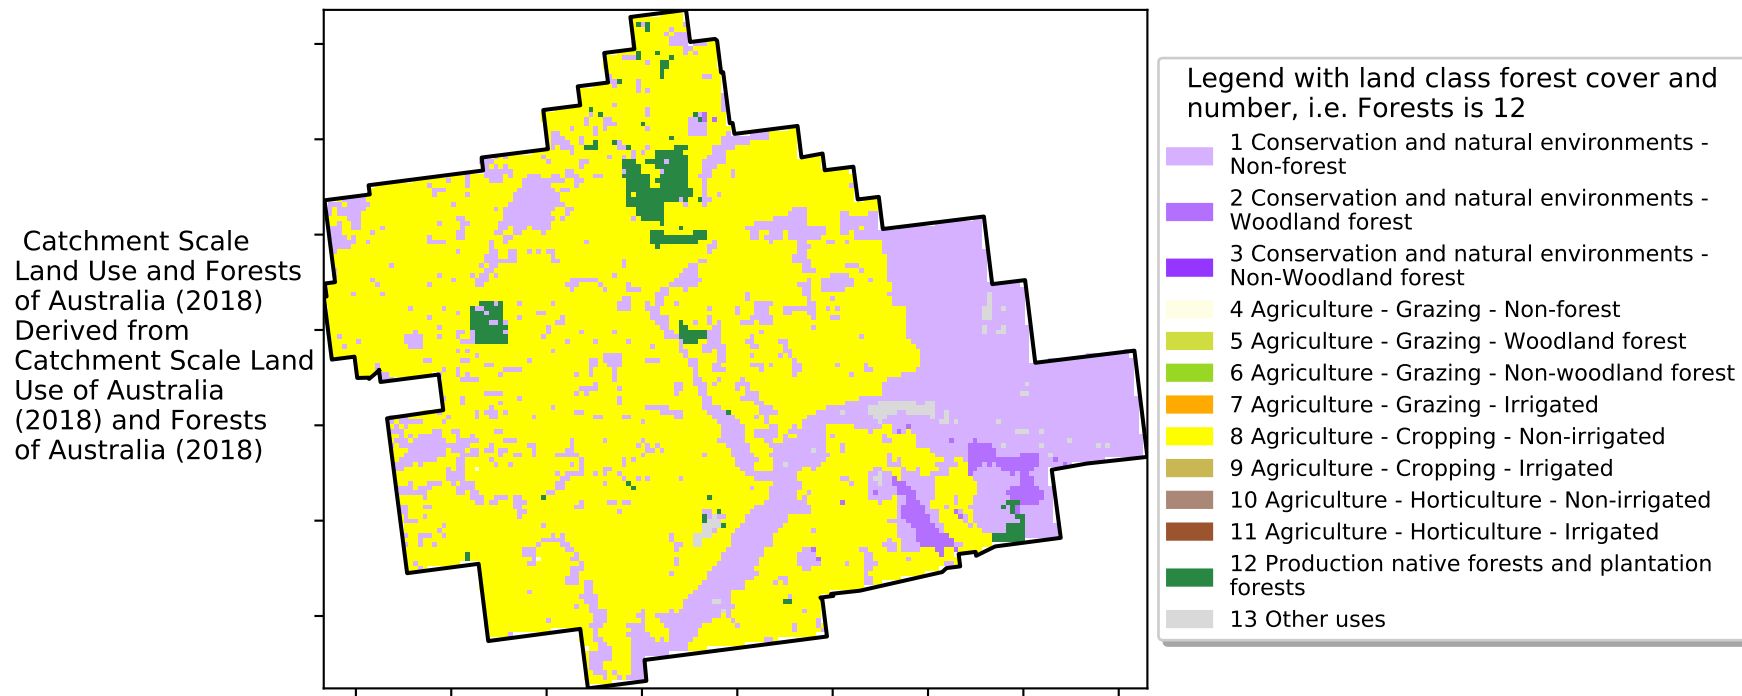 Catchment Scale
Land Use and Forests
of Australia (2018)
Derived from
Catchment Scale Land
Use of Australia
(2018) and Forests
of Australia (2018)
Legend with land class forest cover and
number, i.e. Forests is 12
1 Conservation and natural environments -
Non-forest
2 Conservation and natural environments -
Woodland forest
3 Conservation and natural environments -
Non-Woodland forest
4 Agriculture - Grazing - Non-forest
5 Agriculture - Grazing - Woodland forest
6 Agriculture - Grazing - Non-woodland forest
7 Agriculture - Grazing - Irrigated
8 Agriculture - Cropping - Non-irrigated
9 Agriculture - Cropping - Irrigated
10 Agriculture - Horticulture - Non-irrigated
11 Agriculture - Horticulture - Irrigated
12 Production native forests and plantation
forests
13 Other uses